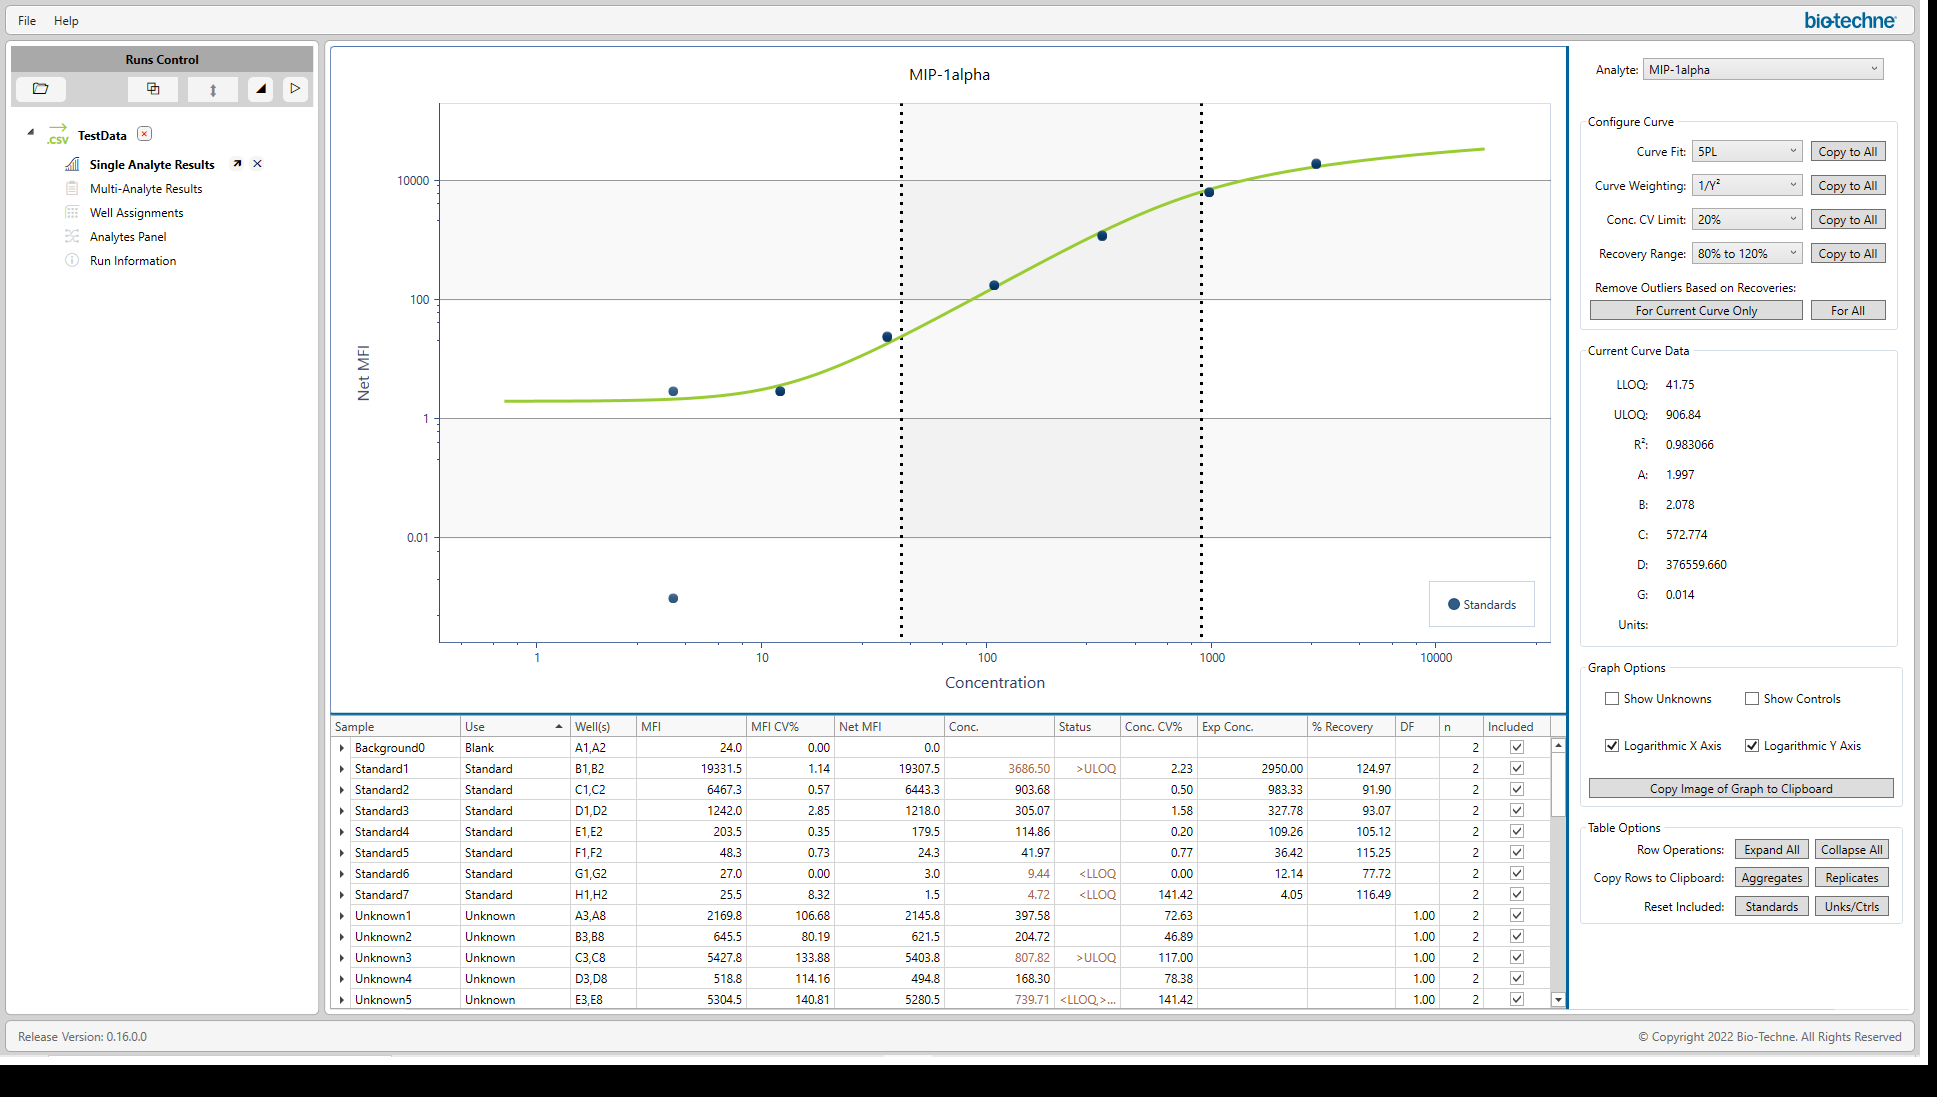 File Help
bio-techne
Runs Control
.csv TestData
Single Analyte Results
Multi-Analyte Results
Well Assignments
Analytes Panel
Run Information
MIP-1alpha
10000
100
1
0.01
Net MFI
1 10 100 1000 10000
Concentration
Standards
Sample Use Well(s) MFI MFI CV% Net MFI Conc. Status Conc. CV% Exp Conc. % Recovery DF n Included
Background0 Blank A1,A2 24.0 0.00 0.0 2
Standard1 Standard B1,B2 19331.5 1.14 19307.5 3686.50 >ULOQ 2.23 2950.00 124.97 2
Standard2 Standard C1,C2 6467.3 0.57 6443.3 903.68 0.50 983.33 91.90 2
Standard3 Standard D1,D2 1242.0 2.85 1218.0 305.07 1.58 327.78 93.07 2
Standard4 Standard E1,E2 203.5 0.35 179.5 114.86 0.20 109.26 105.12 2
Standard5 Standard F1,F2 48.3 0.73 24.3 41.97 0.77 36.42 115.25 2
Standard6 Standard G1,G2 27.0 0.00 3.0 9.44 <LLOQ 0.00 12.14 77.72 2
Standard7 Standard H1,H2 25.5 8.32 1.5 4.72 <LLOQ 141.42 4.05 116.49 2
Unknown1 Unknown A3,A8 2169.8 106.68 2145.8 397.58 72.63 1.00 2
Unknown2 Unknown B3,B8 645.5 80.19 621.5 204.72 46.89 1.00 2
Unknown3 Unknown C3,C8 5427.8 133.88 5403.8 807.82 >ULOQ 117.00 1.00 2
Unknown4 Unknown D3,D8 518.8 114.16 494.8 168.30 78.38 1.00 2
Unknown5 Unknown E3,E8 5304.5 140.81 5280.5 739.71 <LLOQ,>... 141.42 1.00 2
Analyte: MIP-1alpha
Configure Curve
Curve Fit: 5PL Copy to All
Curve Weighting: 1/Y² Copy to All
Conc. CV Limit: 20% Copy to All
Recovery Range: 80% to 120% Copy to All
Remove Outliers Based on Recoveries:
For Current Curve Only For All
Current Curve Data
LLOQ: 41.75
ULOQ: 906.84
R²: 0.983066
A: 1.997
B: 2.078
C: 572.774
D: 376559.660
G: 0.014
Units:
Graph Options
Show Unknowns Show Controls
Logarithmic X Axis Logarithmic Y Axis
Copy Image of Graph to Clipboard
Table Options
Row Operations: Expand All Collapse All
Copy Rows to Clipboard: Aggregates Replicates
Reset Included: Standards Unks/Ctrls
Release Version: 0.16.0.0
© Copyright 2022 Bio-Techne. All Rights Reserved